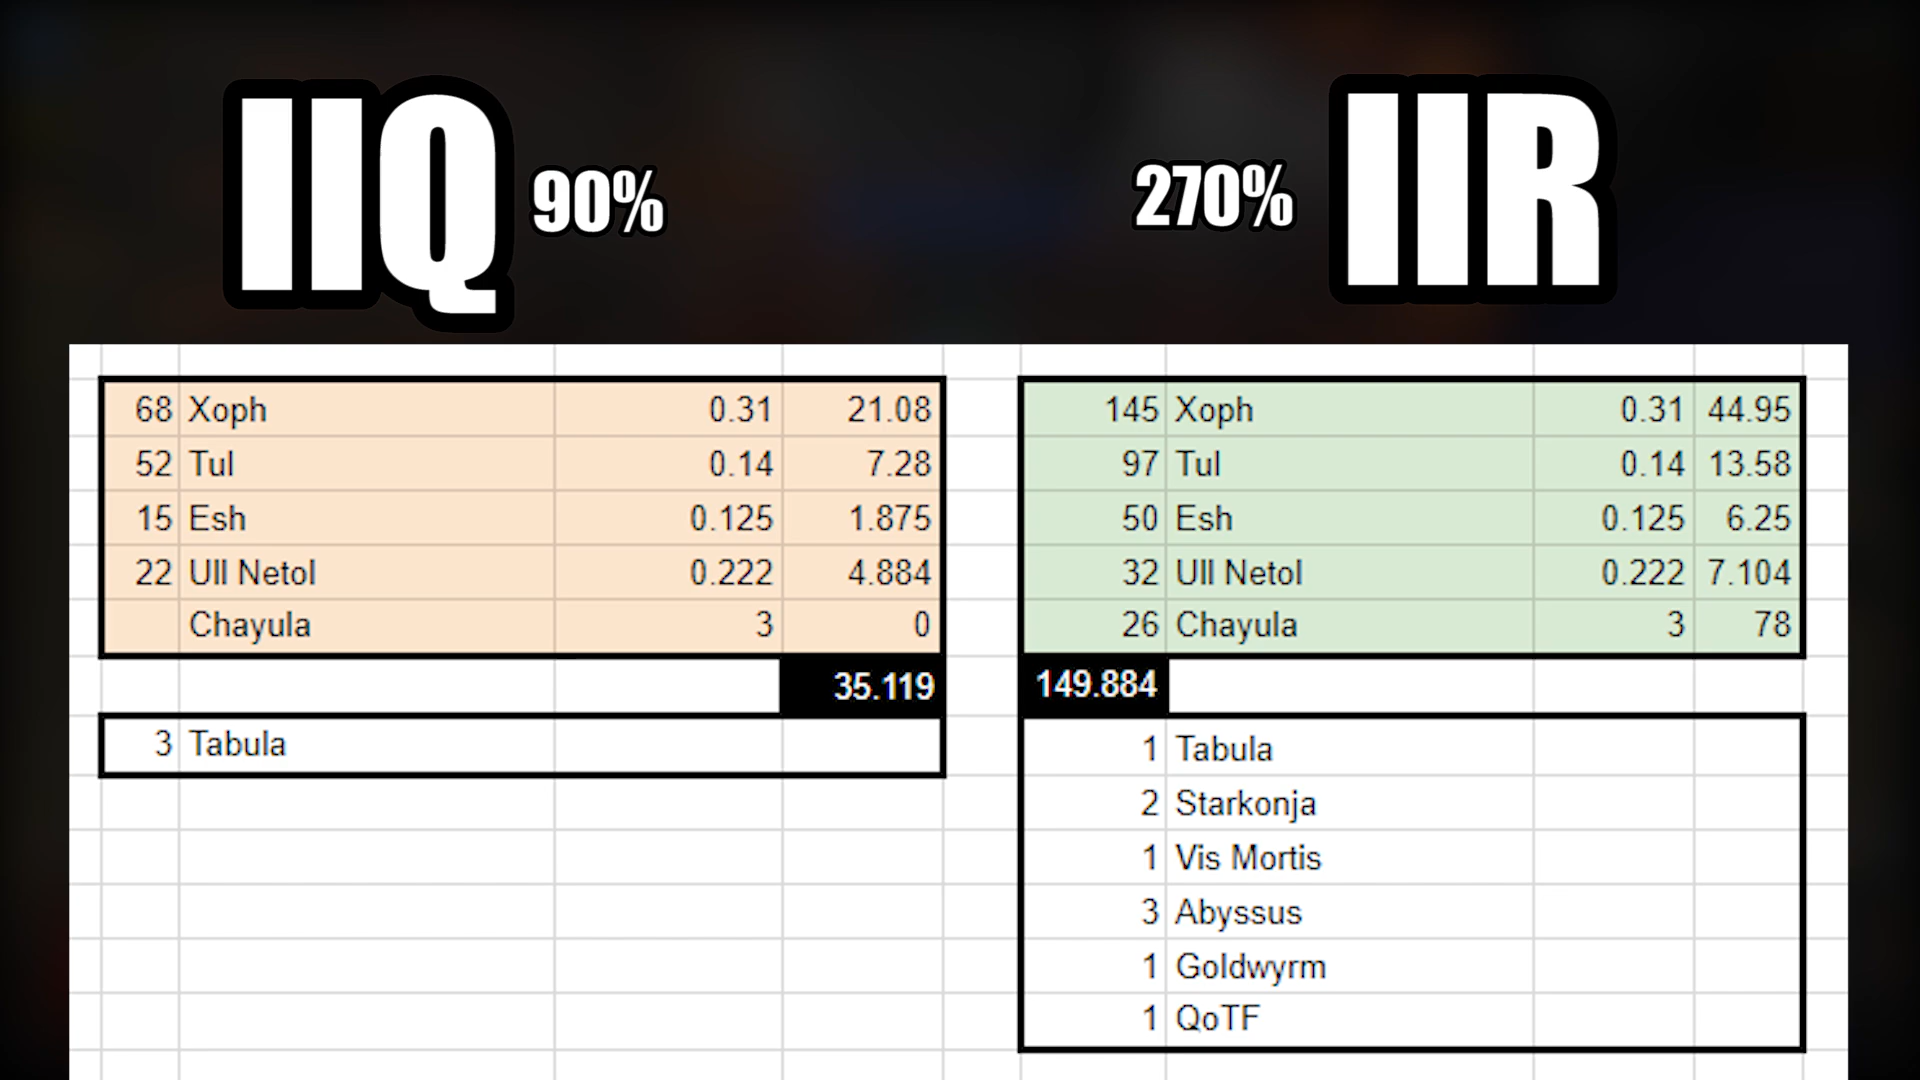 IIQ 90%
270% IIR
68 Xoph 0.31 21.08
52 Tul 0.14 7.28
15 Esh 0.125 1.875
22 Ull Netol 0.222 4.884
Chayula 3 0
35.119
3 Tabula
145 Xoph 0.31 44.95
97 Tul 0.14 13.58
50 Esh 0.125 6.25
32 Ull Netol 0.222 7.104
26 Chayula 3 78
149.884
1 Tabula
2 Starkonja
1 Vis Mortis
3 Abyssus
1 Goldwyrm
1 QoTF